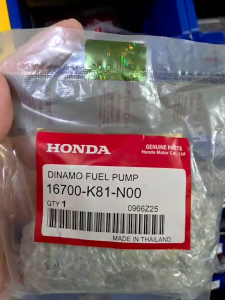 HONDA
GENUINE PARTS
Honda Motor Co., Ltd.
DINAMO FUEL PUMP
16700-K81-N00
QTY 1
0966Z25
MADE IN THAILAND